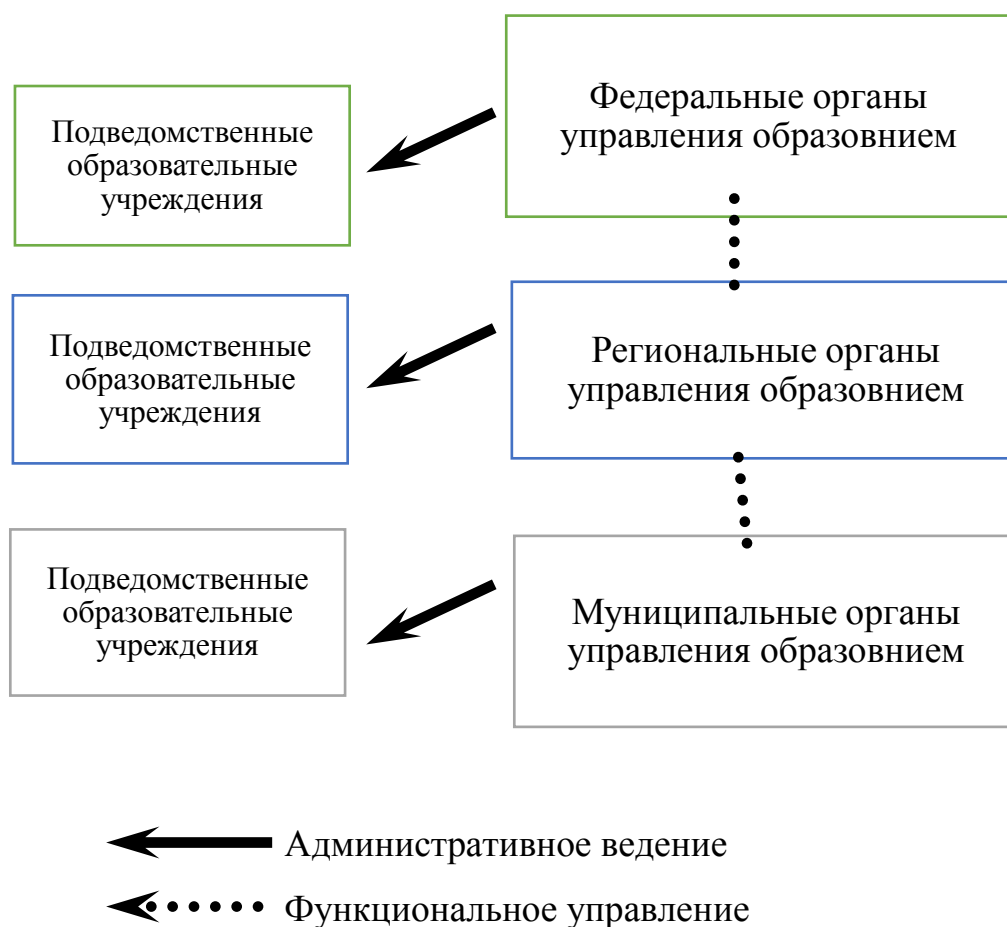 Федеральные органы
управления образовнием
Подведомственные
образовательные
учреждения
Региональные органы
управления образовнием
Подведомственные
образовательные
учреждения
Муниципальные органы
управления образовнием
Подведомственные
образовательные
учреждения
Административное ведение
Функциональное управление